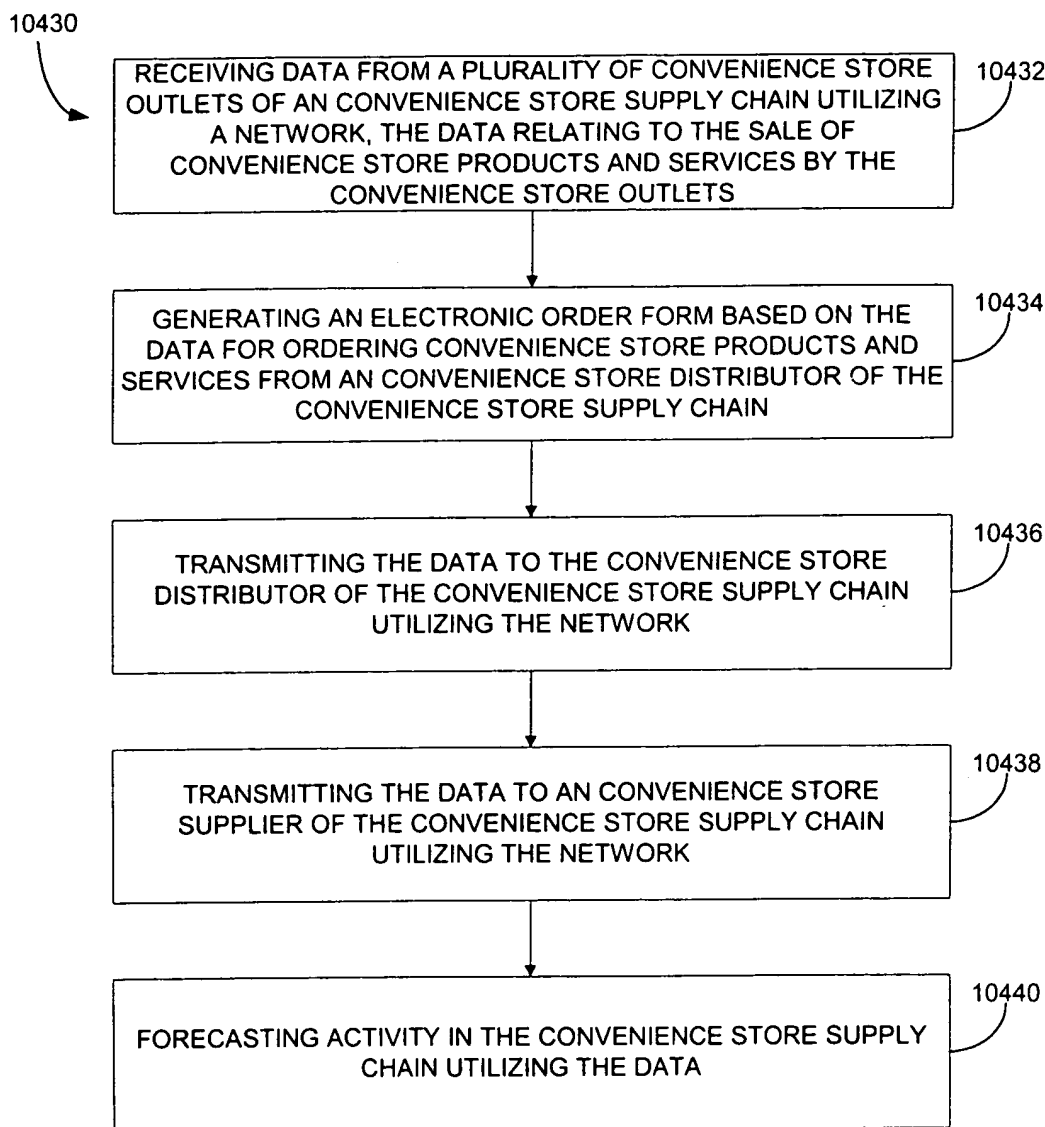 10430
RECEIVING DATA FROM A PLURALITY OF CONVENIENCE STORE
OUTLETS OF AN CONVENIENCE STORE SUPPLY CHAIN UTILIZING
A NETWORK, THE DATA RELATING TO THE SALE OF
CONVENIENCE STORE PRODUCTS AND SERVICES BY THE
CONVENIENCE STORE OUTLETS
10432
GENERATING AN ELECTRONIC ORDER FORM BASED ON THE
DATA FOR ORDERING CONVENIENCE STORE PRODUCTS AND
SERVICES FROM AN CONVENIENCE STORE DISTRIBUTOR OF THE
CONVENIENCE STORE SUPPLY CHAIN
10434
TRANSMITTING THE DATA TO THE CONVENIENCE STORE
DISTRIBUTOR OF THE CONVENIENCE STORE SUPPLY CHAIN
UTILIZING THE NETWORK
10436
TRANSMITTING THE DATA TO AN CONVENIENCE STORE
SUPPLIER OF THE CONVENIENCE STORE SUPPLY CHAIN
UTILIZING THE NETWORK
10438
FORECASTING ACTIVITY IN THE CONVENIENCE STORE SUPPLY
CHAIN UTILIZING THE DATA
10440